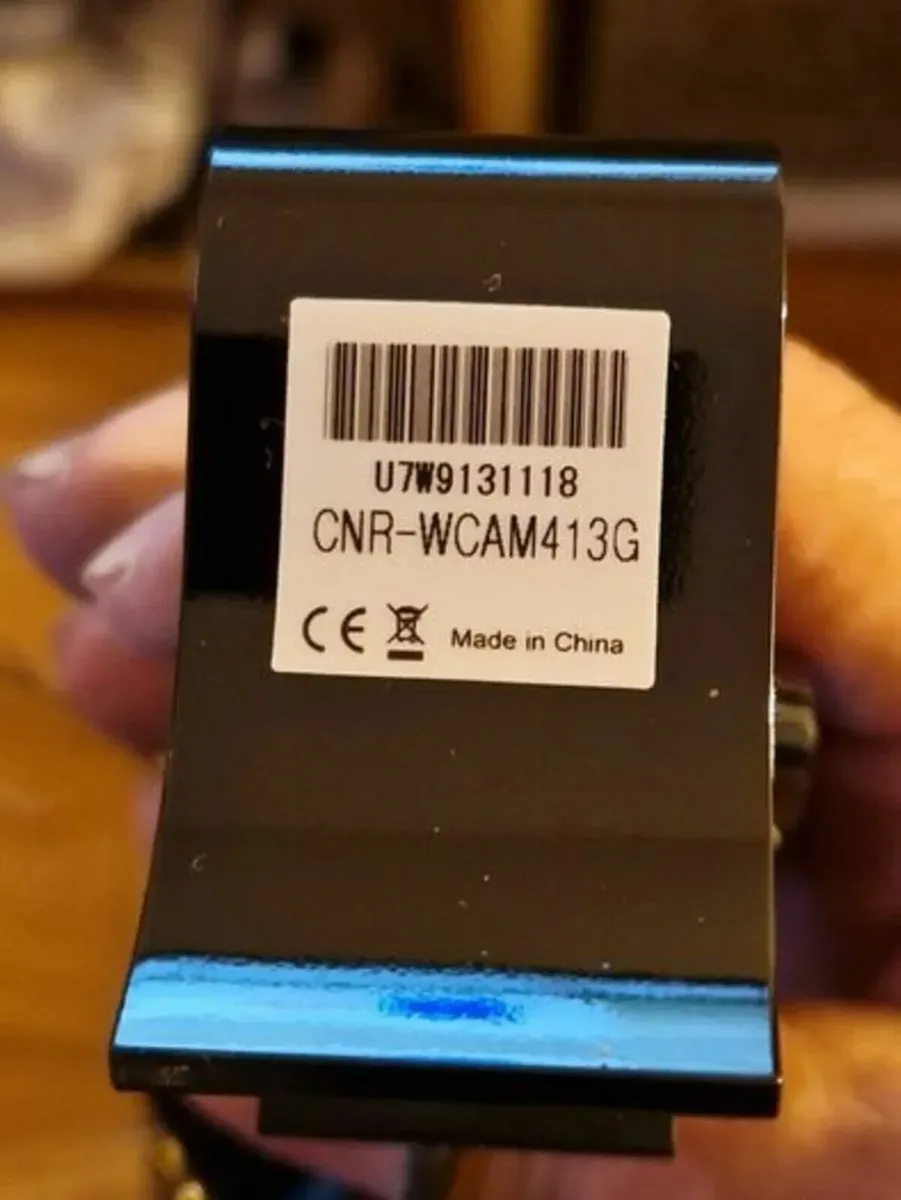 U7W9131118
CNR-WCAM413G
CE Made in China